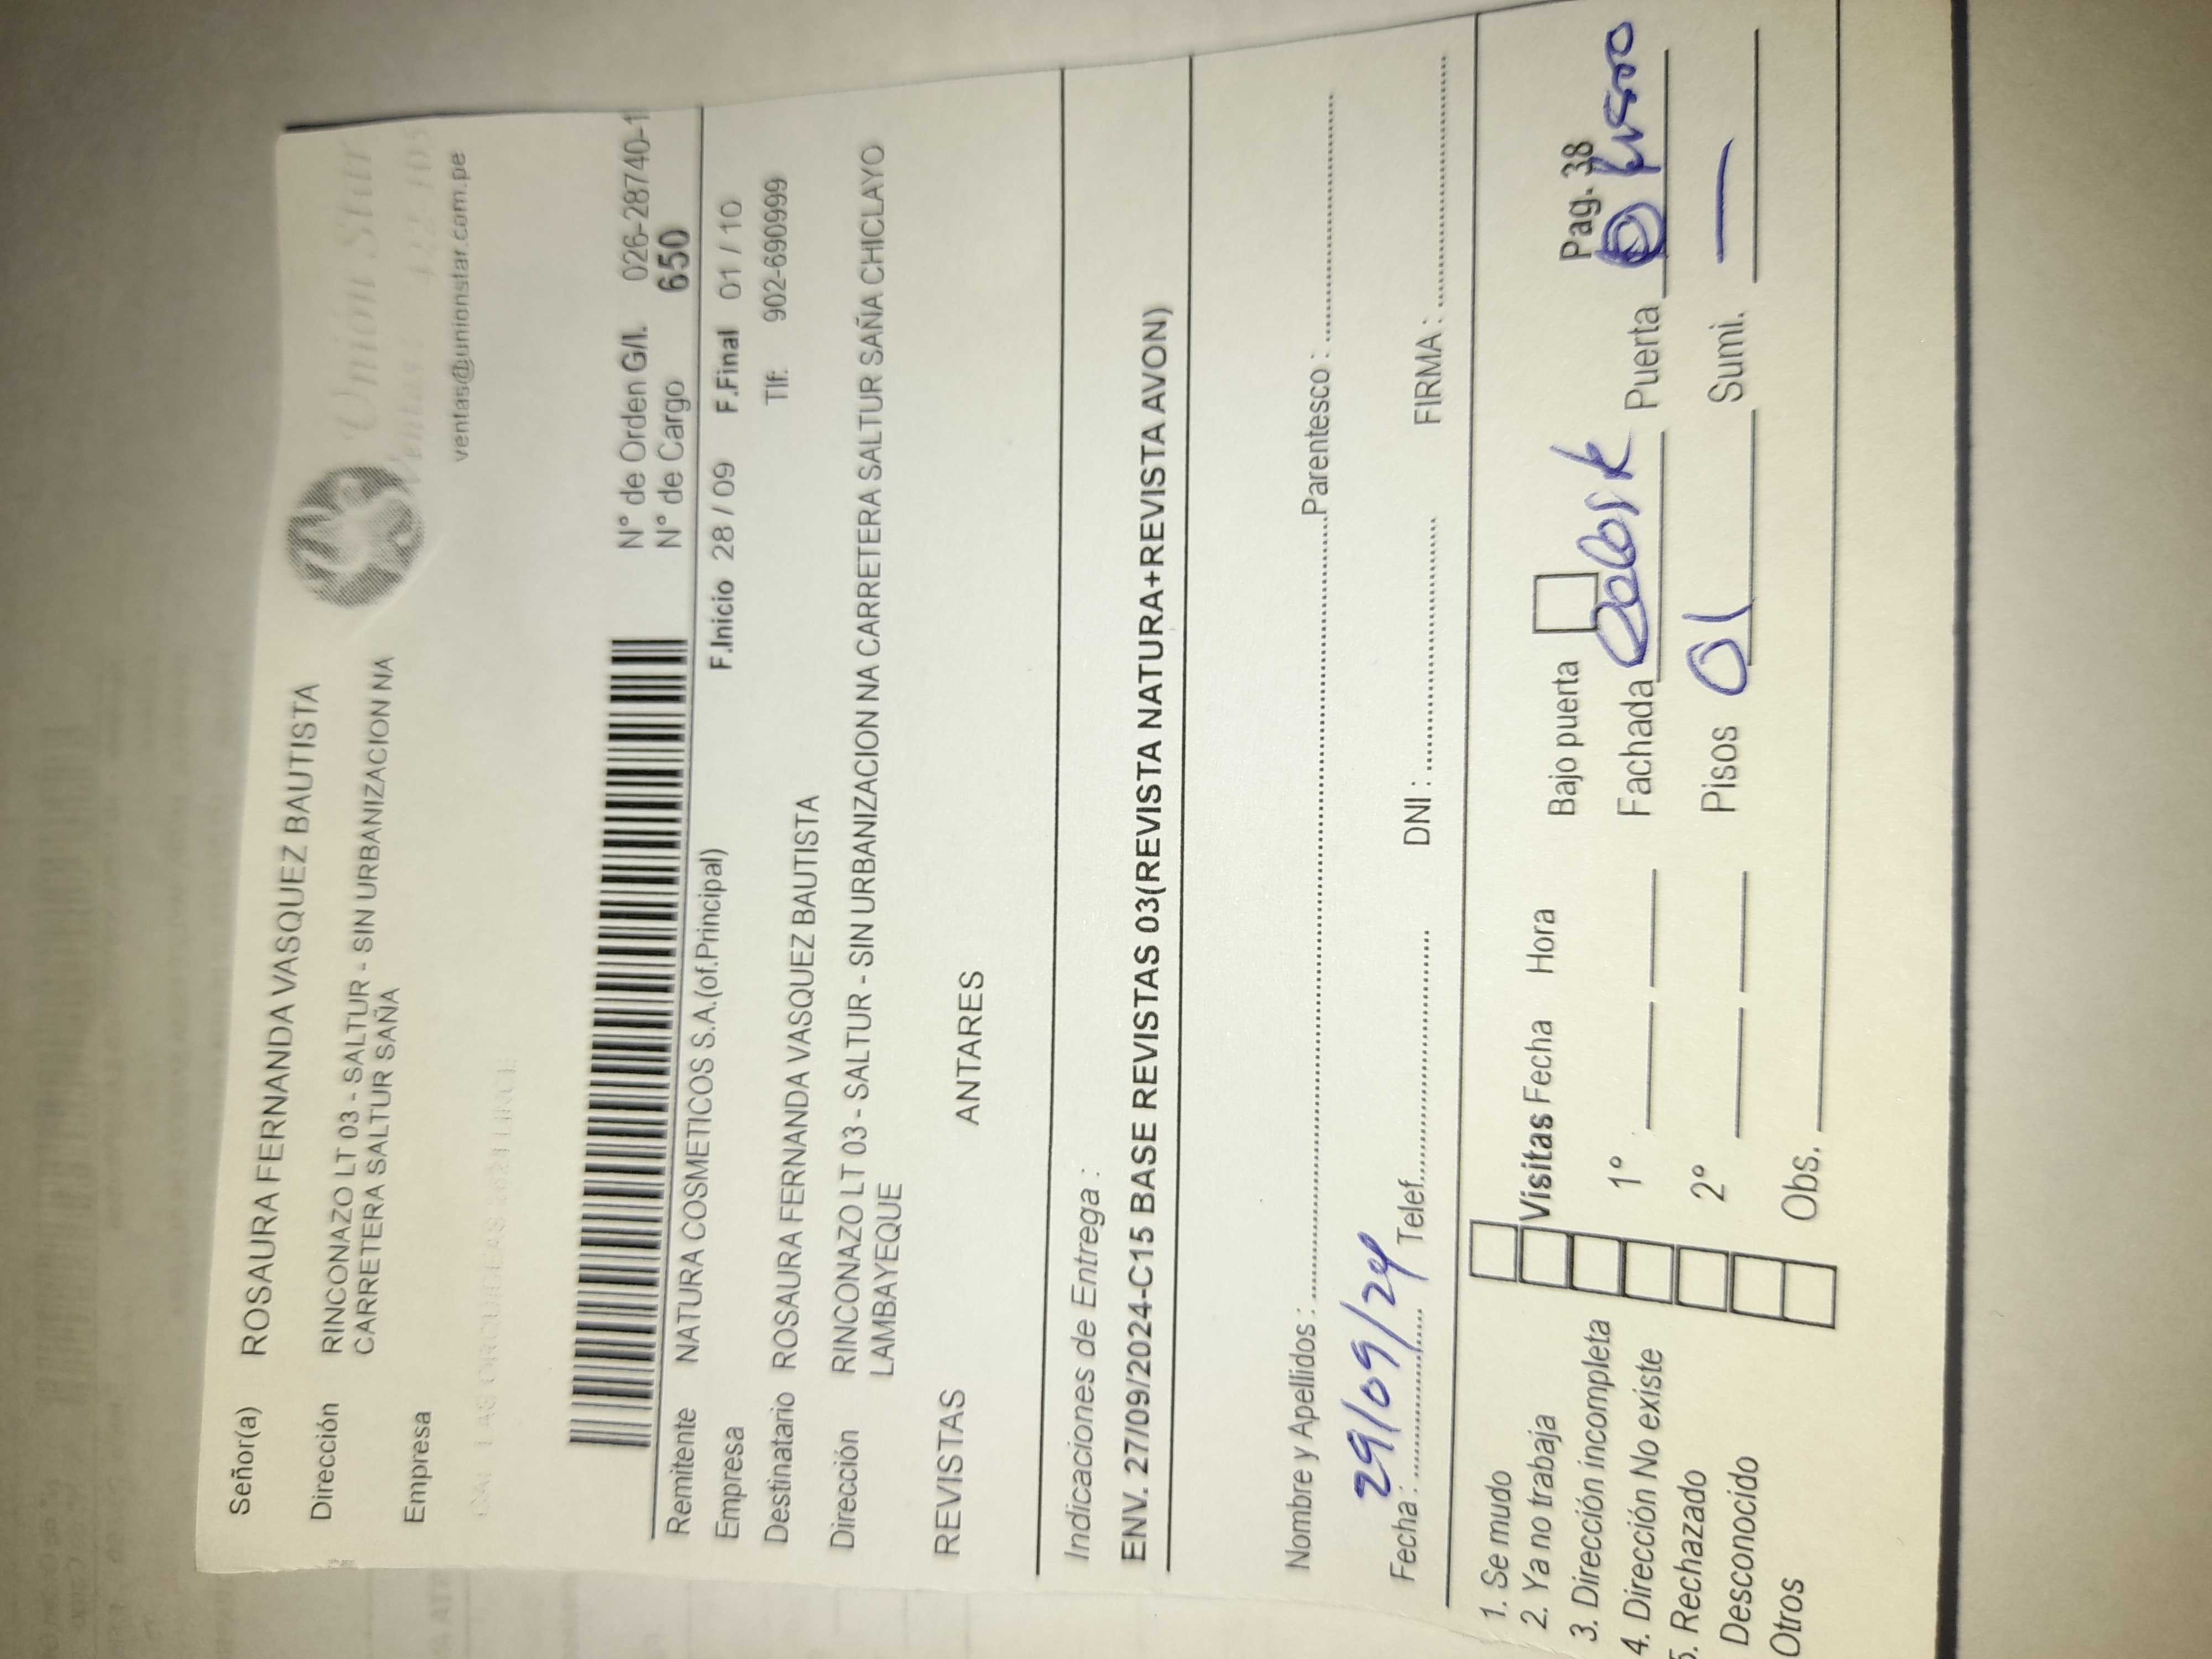 Señor(a) ROSAURA FERNANDA VASQUEZ BAUTISTA
Dirección RINCONAZO LT 03 - SALTUR - SIN URBANIZACION NA
CARRETERA SALTUR SAÑA
Empresa
Union Star
ventas@unionstar.com.pe
N° de Orden G/I. 026-28740-1
N° de Cargo 650
Remitente NATURA COSMETICOS S.A.(of.Principal)
Empresa F.Inicio 28 / 09 F.Final 01 / 10
Destinatario ROSAURA FERNANDA VASQUEZ BAUTISTA Tlf. 902-690999
Dirección RINCONAZO LT 03 - SALTUR - SIN URBANIZACION NA CARRETERA SALTUR SAÑA CHICLAYO
LAMBAYEQUE
REVISTAS ANTARES
Indicaciones de Entrega :
ENV. 27/09/2024-C15 BASE REVISTAS 03(REVISTA NATURA+REVISTA AVON)
Nombre y Apellidos : Parentesco :
Fecha : 29/09/24 Telef. DNI : FIRMA :
1. Se mudo
2. Ya no trabaja
3. Dirección incompleta
4. Dirección No existe
5. Rechazado
Desconocido
Otros
Visitas Fecha Hora
1º
2º
Obs.
Bajo puerta Pag. 38
Fachada Puerta
Pisos 01 Sumi. —